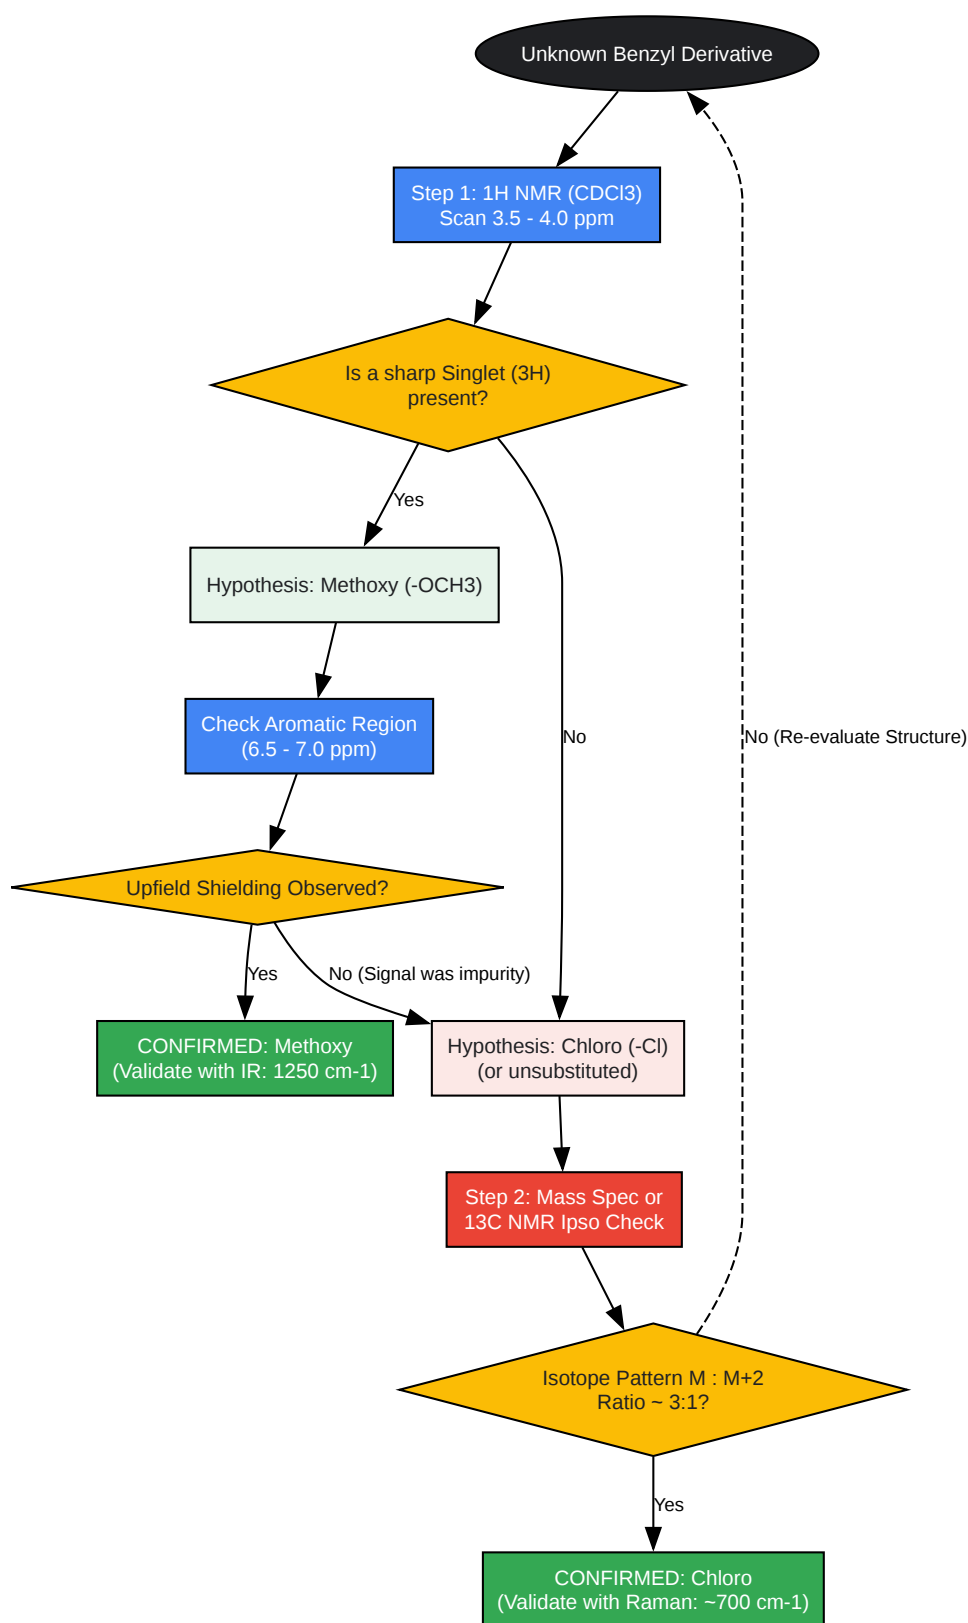 Unknown Benzyl Derivative
Step 1: 1H NMR (CDCl3)
Scan 3.5 - 4.0 ppm
Is a sharp Singlet (3H)
present?
Yes
Hypothesis: Methoxy (-OCH3)
Check Aromatic Region
(6.5 - 7.0 ppm)
No
No (Re-evaluate Structure)
Upfield Shielding Observed?
Yes
No (Signal was impurity)
CONFIRMED: Methoxy
(Validate with IR: 1250 cm-1)
Hypothesis: Chloro (-Cl)
(or unsubstituted)
Step 2: Mass Spec or
13C NMR Ipso Check
Isotope Pattern M : M+2
Ratio ~ 3:1?
Yes
CONFIRMED: Chloro
(Validate with Raman: ~700 cm-1)